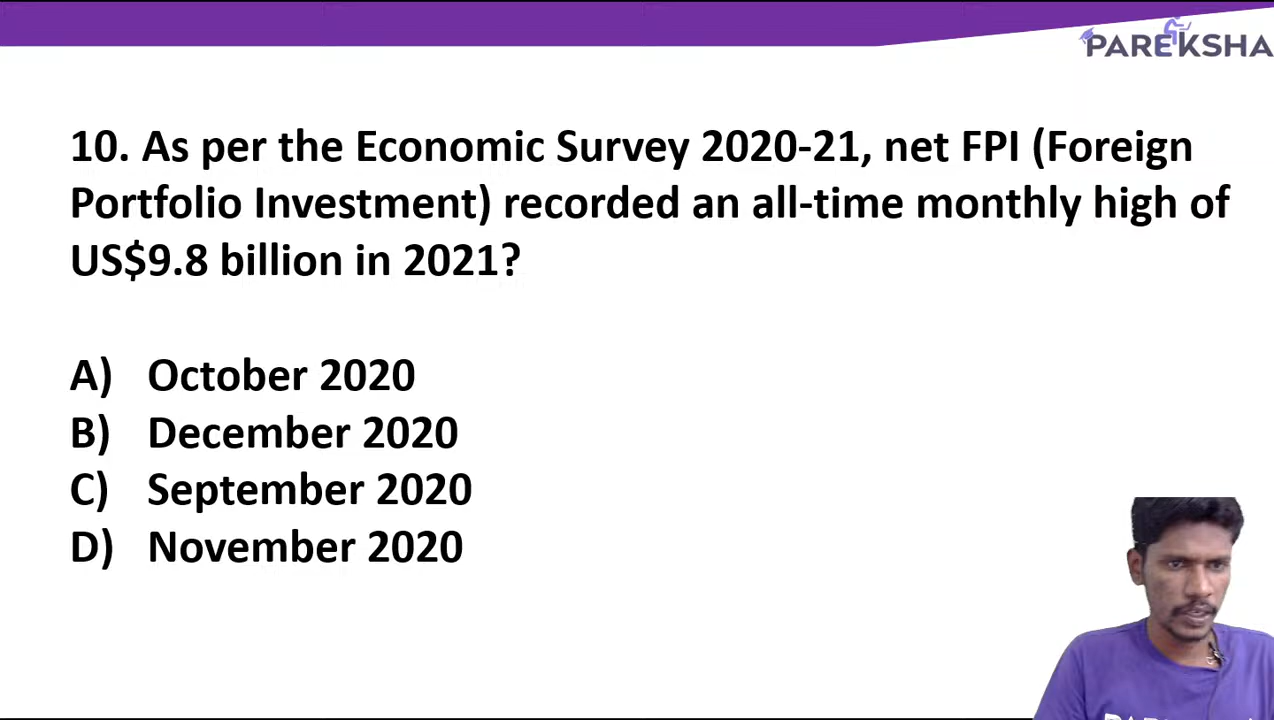 PAREKSHA
10. As per the Economic Survey 2020-21, net FPI (Foreign
Portfolio Investment) recorded an all-time monthly high of
US$9.8 billion in 2021?
A) October 2020
B) December 2020
C) September 2020
D) November 2020